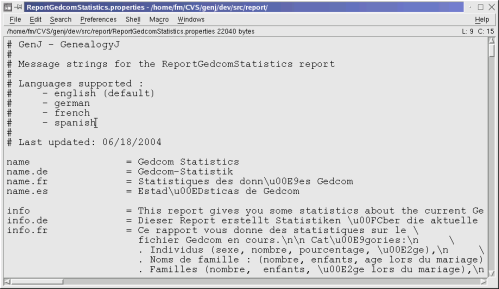 ReportGedcomStatistics.properties - /home/fm/CVS/genj/dev/src/report/
File Edit Search Preferences Shell Macro Windows
/home/fm/CVS/genj/dev/src/report/ReportGedcomStatistics.properties 22040 bytes L: 9 C: 15
# GenJ - GenealogyJ
#
# Message strings for the ReportGedcomStatistics report
#
# Languages supported :
# - english (default)
# - german
# - french
# - spanish
#
# Last updated: 06/18/2004
name = Gedcom Statistics
name.de = Gedcom-Statistik
name.fr = Statistiques des donn\u00E9es Gedcom
name.es = Estad\u00EDsticas de Gedcom
info = This report gives you some statistics about the current Ge
info.de = Dieser Report erstellt Statistiken \u00FCber die aktuelle
info.fr = Ce rapport vous donne des statistiques sur le \
fichier Gedcom en cours.\n\n Cat\u00E9gories:\n \
. Individus (sexe, nombre, pourcentage, \u00E2ge),\n \
. Noms de famille : (nombre, enfants, age lors du mariage)
. Familles (nombre, enfants, \u00E2ge lors du mariage),\n